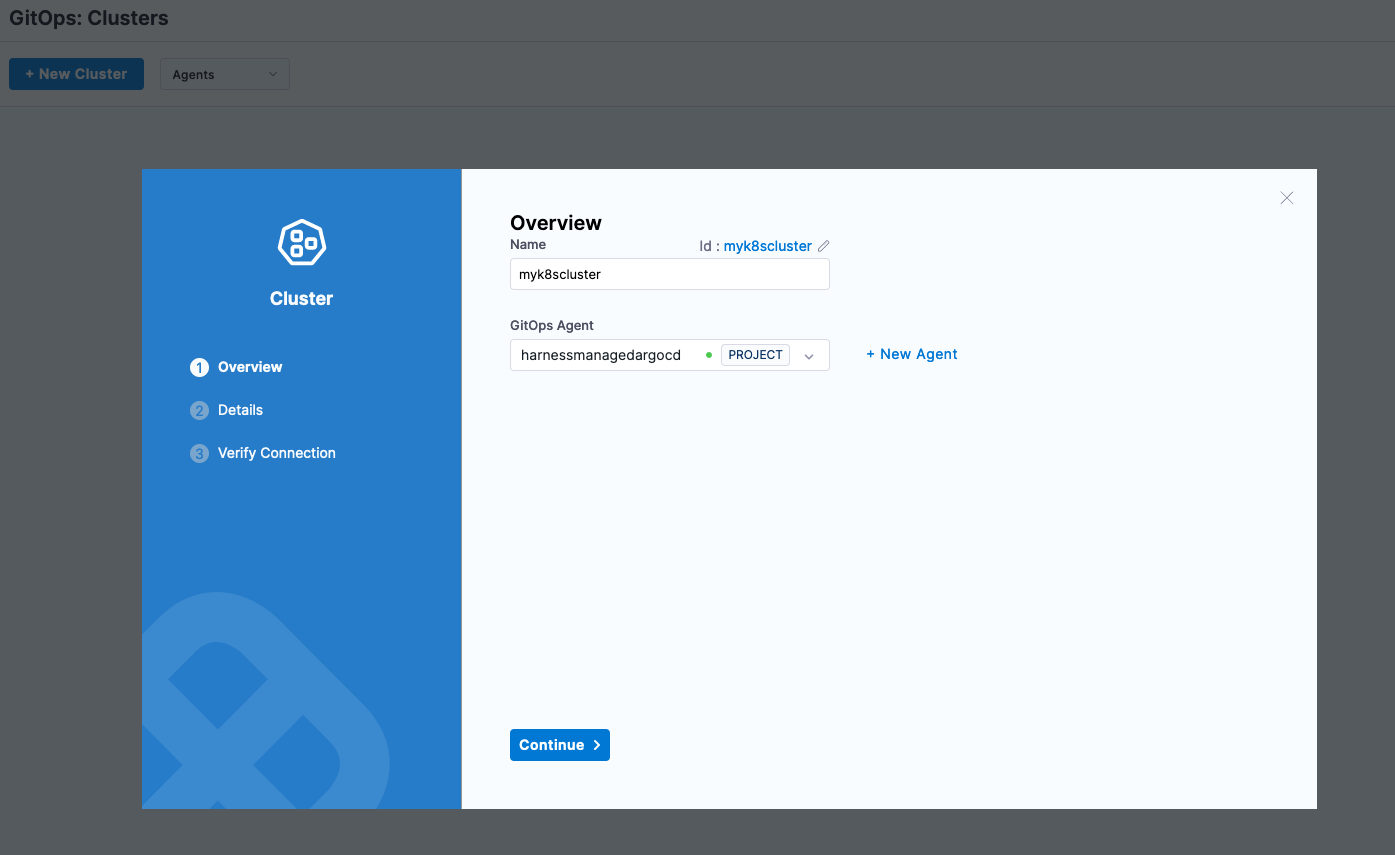 GitOps: Clusters
+ New Cluster
Agents
Cluster
1 Overview
2 Details
3 Verify Connection
Overview
Name
Id : myk8scluster
myk8scluster
GitOps Agent
harnessmanagedargocd PROJECT
+ New Agent
Continue